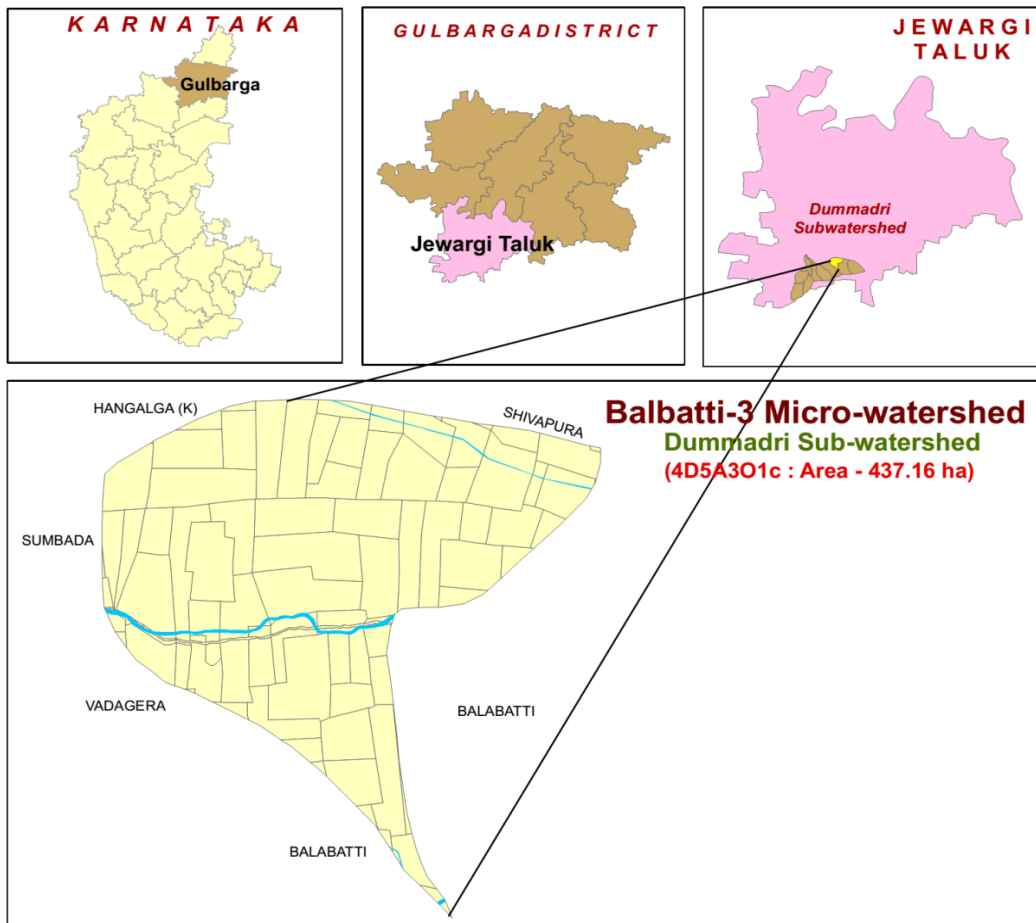 KARNATAKA
Gulbarga
GULBARGADISTRICT
Jewargi Taluk
JEWARGI
TALUK
Dummadri
Subwatershed
Balbatti-3 Micro-watershed
Dummadri Sub-watershed
(4D5A3O1c : Area - 437.16 ha)
HANGALGA (K)
SHIVAPURA
SUMBADA
VADAGERA
BALABATTI
BALABATTI